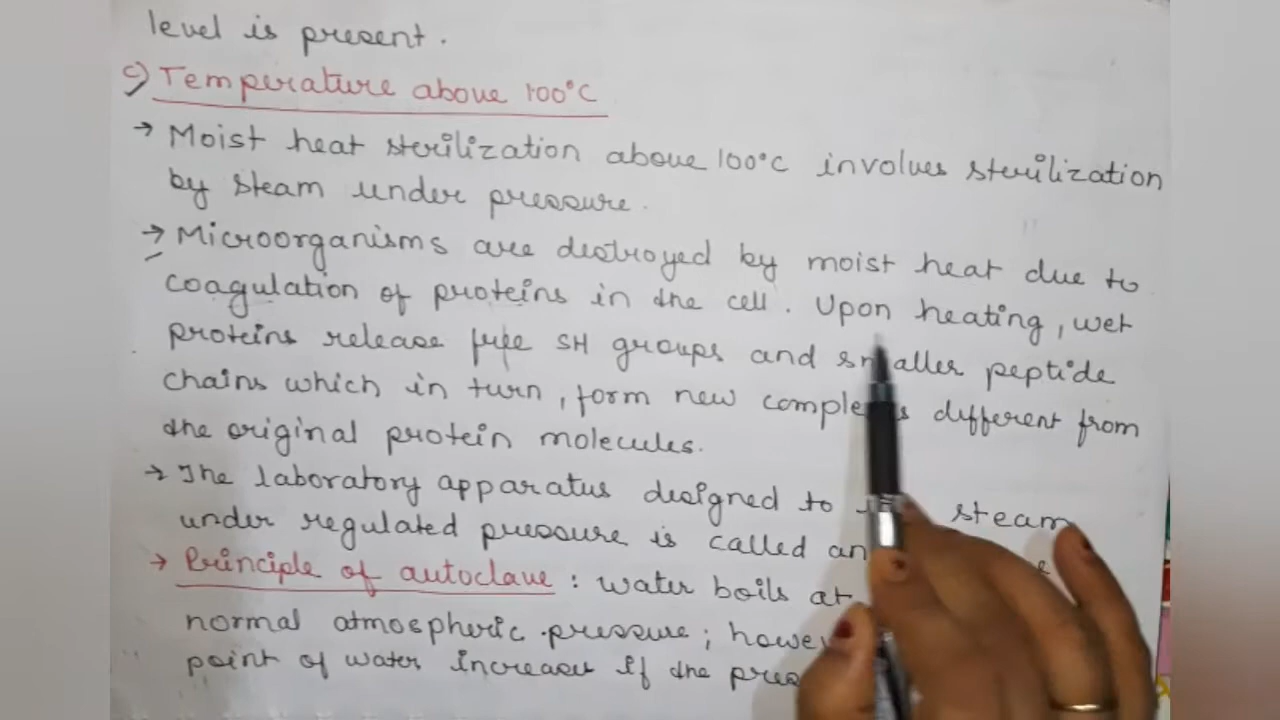 level is present.
c) Temperature above 100°C
→ Moist heat sterilization above 100°C involves sterilization
by steam under pressure.
→ Microorganisms are destroyed by moist heat due to
coagulation of proteins in the cell. Upon heating, wet
proteins release free SH groups and smaller peptide
chains which in turn, form new complexes different from
the original protein molecules.
→ The laboratory apparatus designed to steam
under regulated pressure is called an
→ Principle of autoclave : water boils at
normal atmospheric pressure; howe
point of water increases if the pres